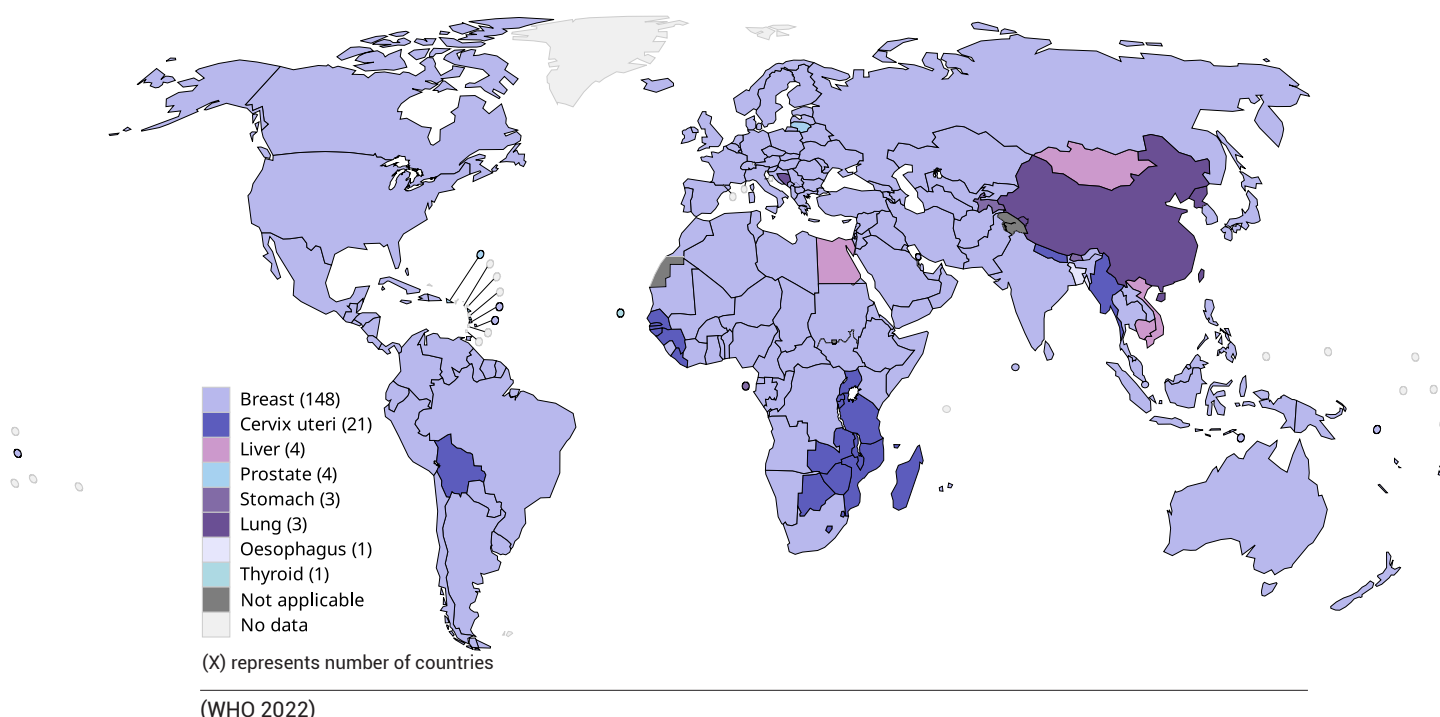 Breast (148)
Cervix uteri (21)
Liver (4)
Prostate (4)
Stomach (3)
Lung (3)
Oesophagus (1)
Thyroid (1)
Not applicable
No data
(X) represents number of countries
(WHO 2022)